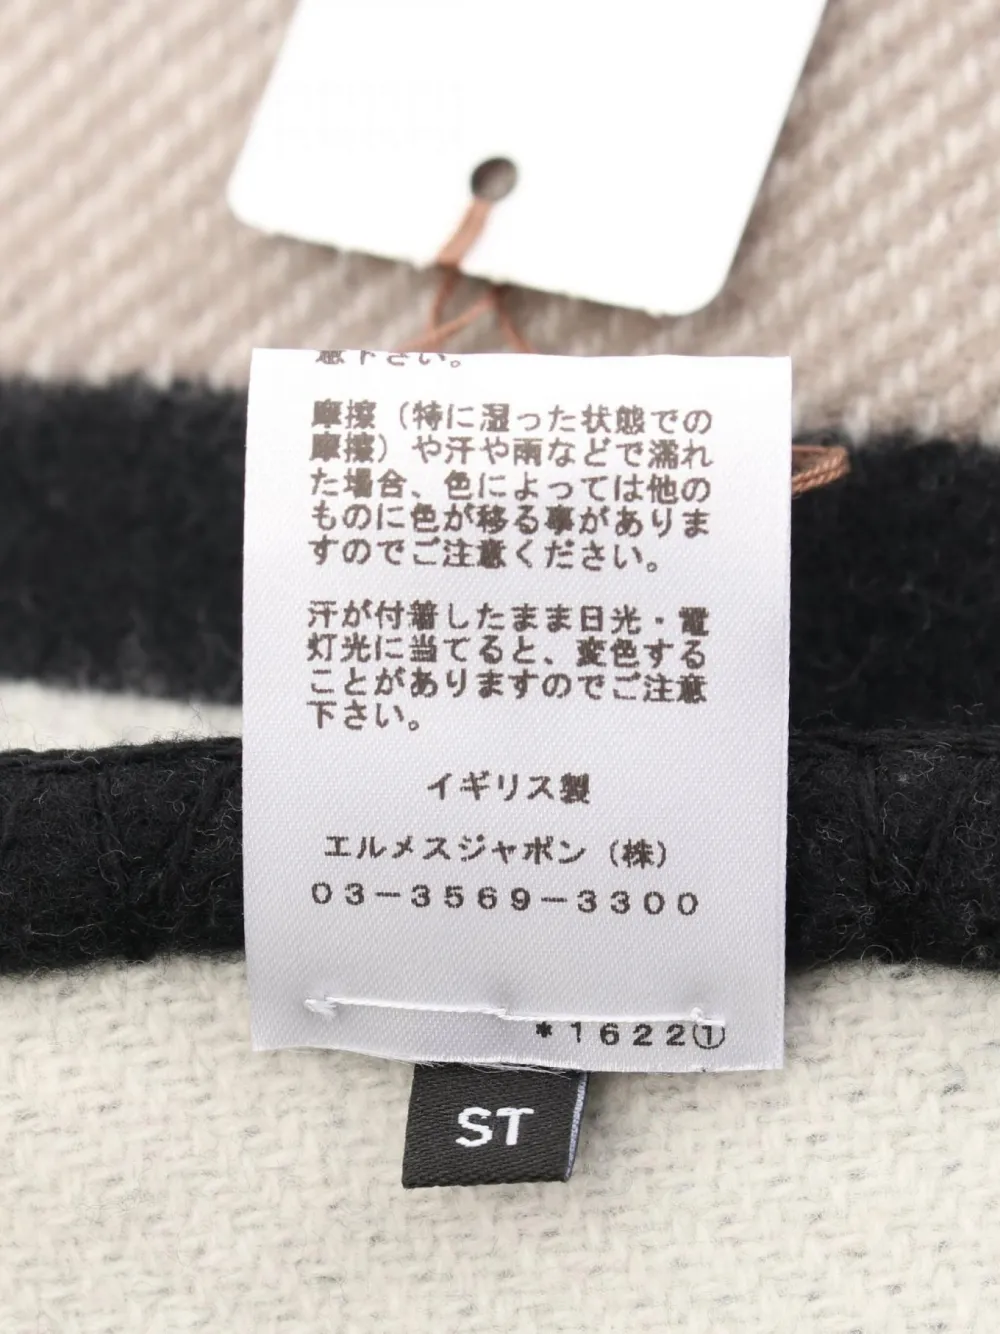 意下さい。
摩擦（特に湿った状態での
摩擦）や汗や雨などで濡れ
た場合、色によっては他の
ものに色が移る事がありま
すのでご注意ください。
汗が付着したまま日光・電
灯光に当てると、変色する
ことがありますのでご注意
下さい。
イギリス製
エルメスジャポン（株）
03-3569-3300
*1622①
ST